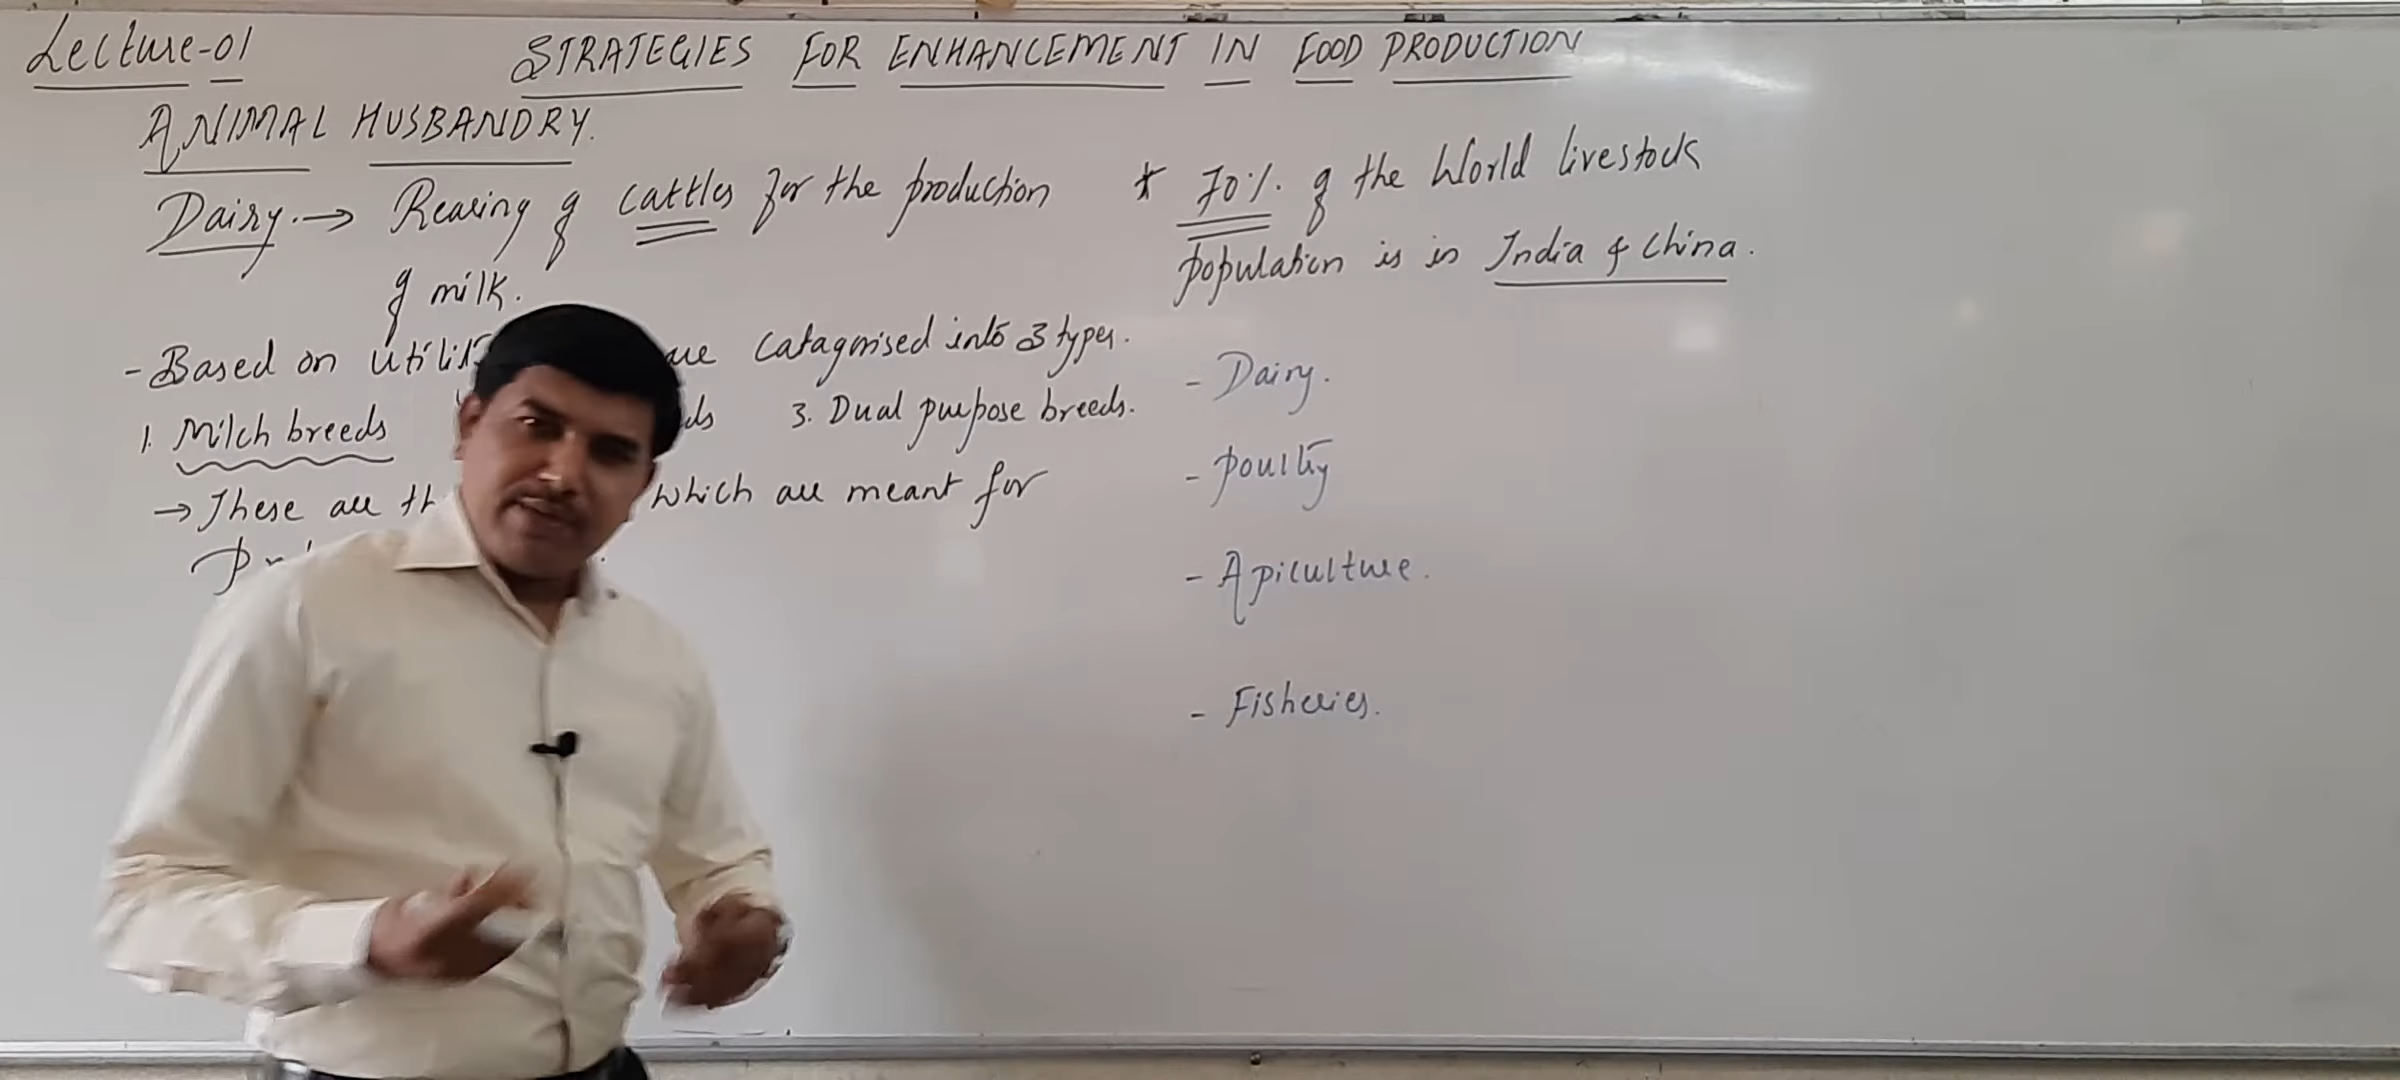 Lecture-01
STRATEGIES FOR ENHANCEMENT IN FOOD PRODUCTION
ANIMAL HUSBANDRY.
Dairy. → Rearing of cattles for the production
of milk.
- Based on are catagorised into 3 types.
1. Milch breeds 3. Dual purpose breeds.
→ These are which are meant for
* 70% of the World livestock
population is in India & China.
- Dairy.
- poultry
- Apiculture.
- Fisheries.